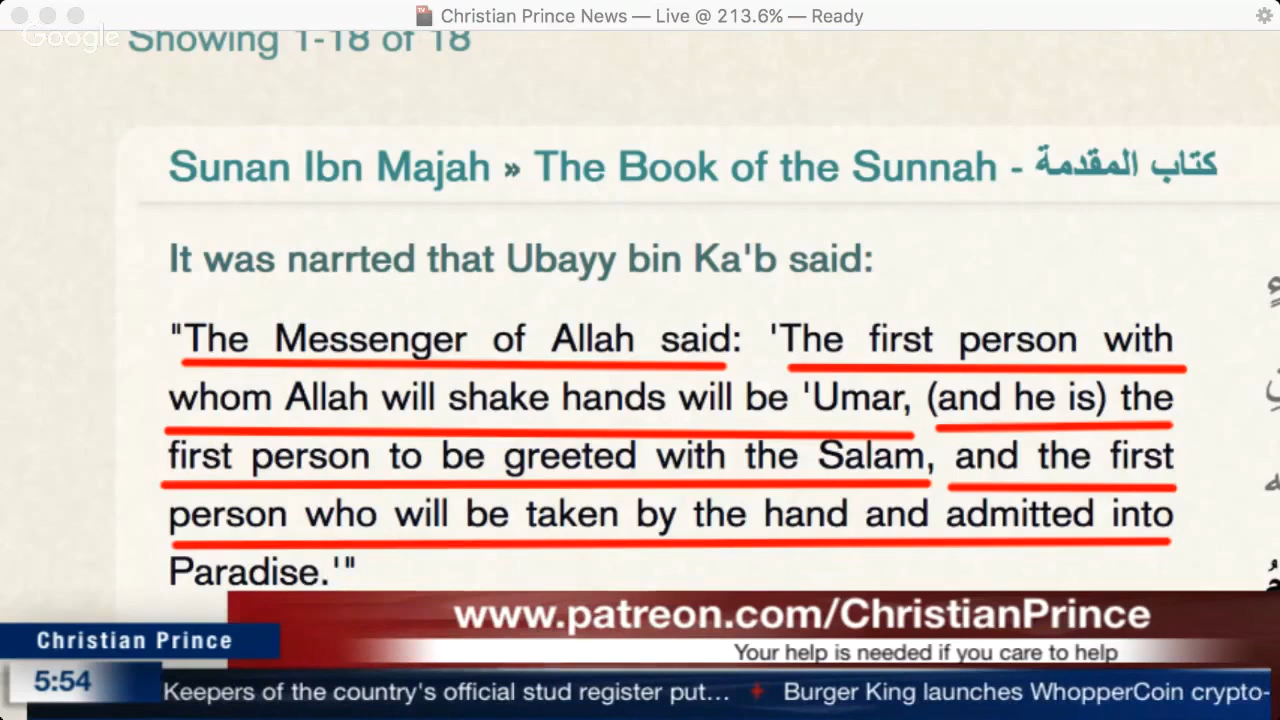 Christian Prince News — Live @ 213.6% — Ready
Google
Showing 1-18 of 18
Sunan Ibn Majah » The Book of the Sunnah - كتاب المقدمة
It was narrted that Ubayy bin Ka'b said:
"The Messenger of Allah said: 'The first person with
whom Allah will shake hands will be 'Umar, (and he is) the
first person to be greeted with the Salam, and the first
person who will be taken by the hand and admitted into
Paradise.'"
www.patreon.com/ChristianPrince
Your help is needed if you care to help
Christian Prince
5:54
Keepers of the country's official stud register put... Burger King launches WhopperCoin crypto-